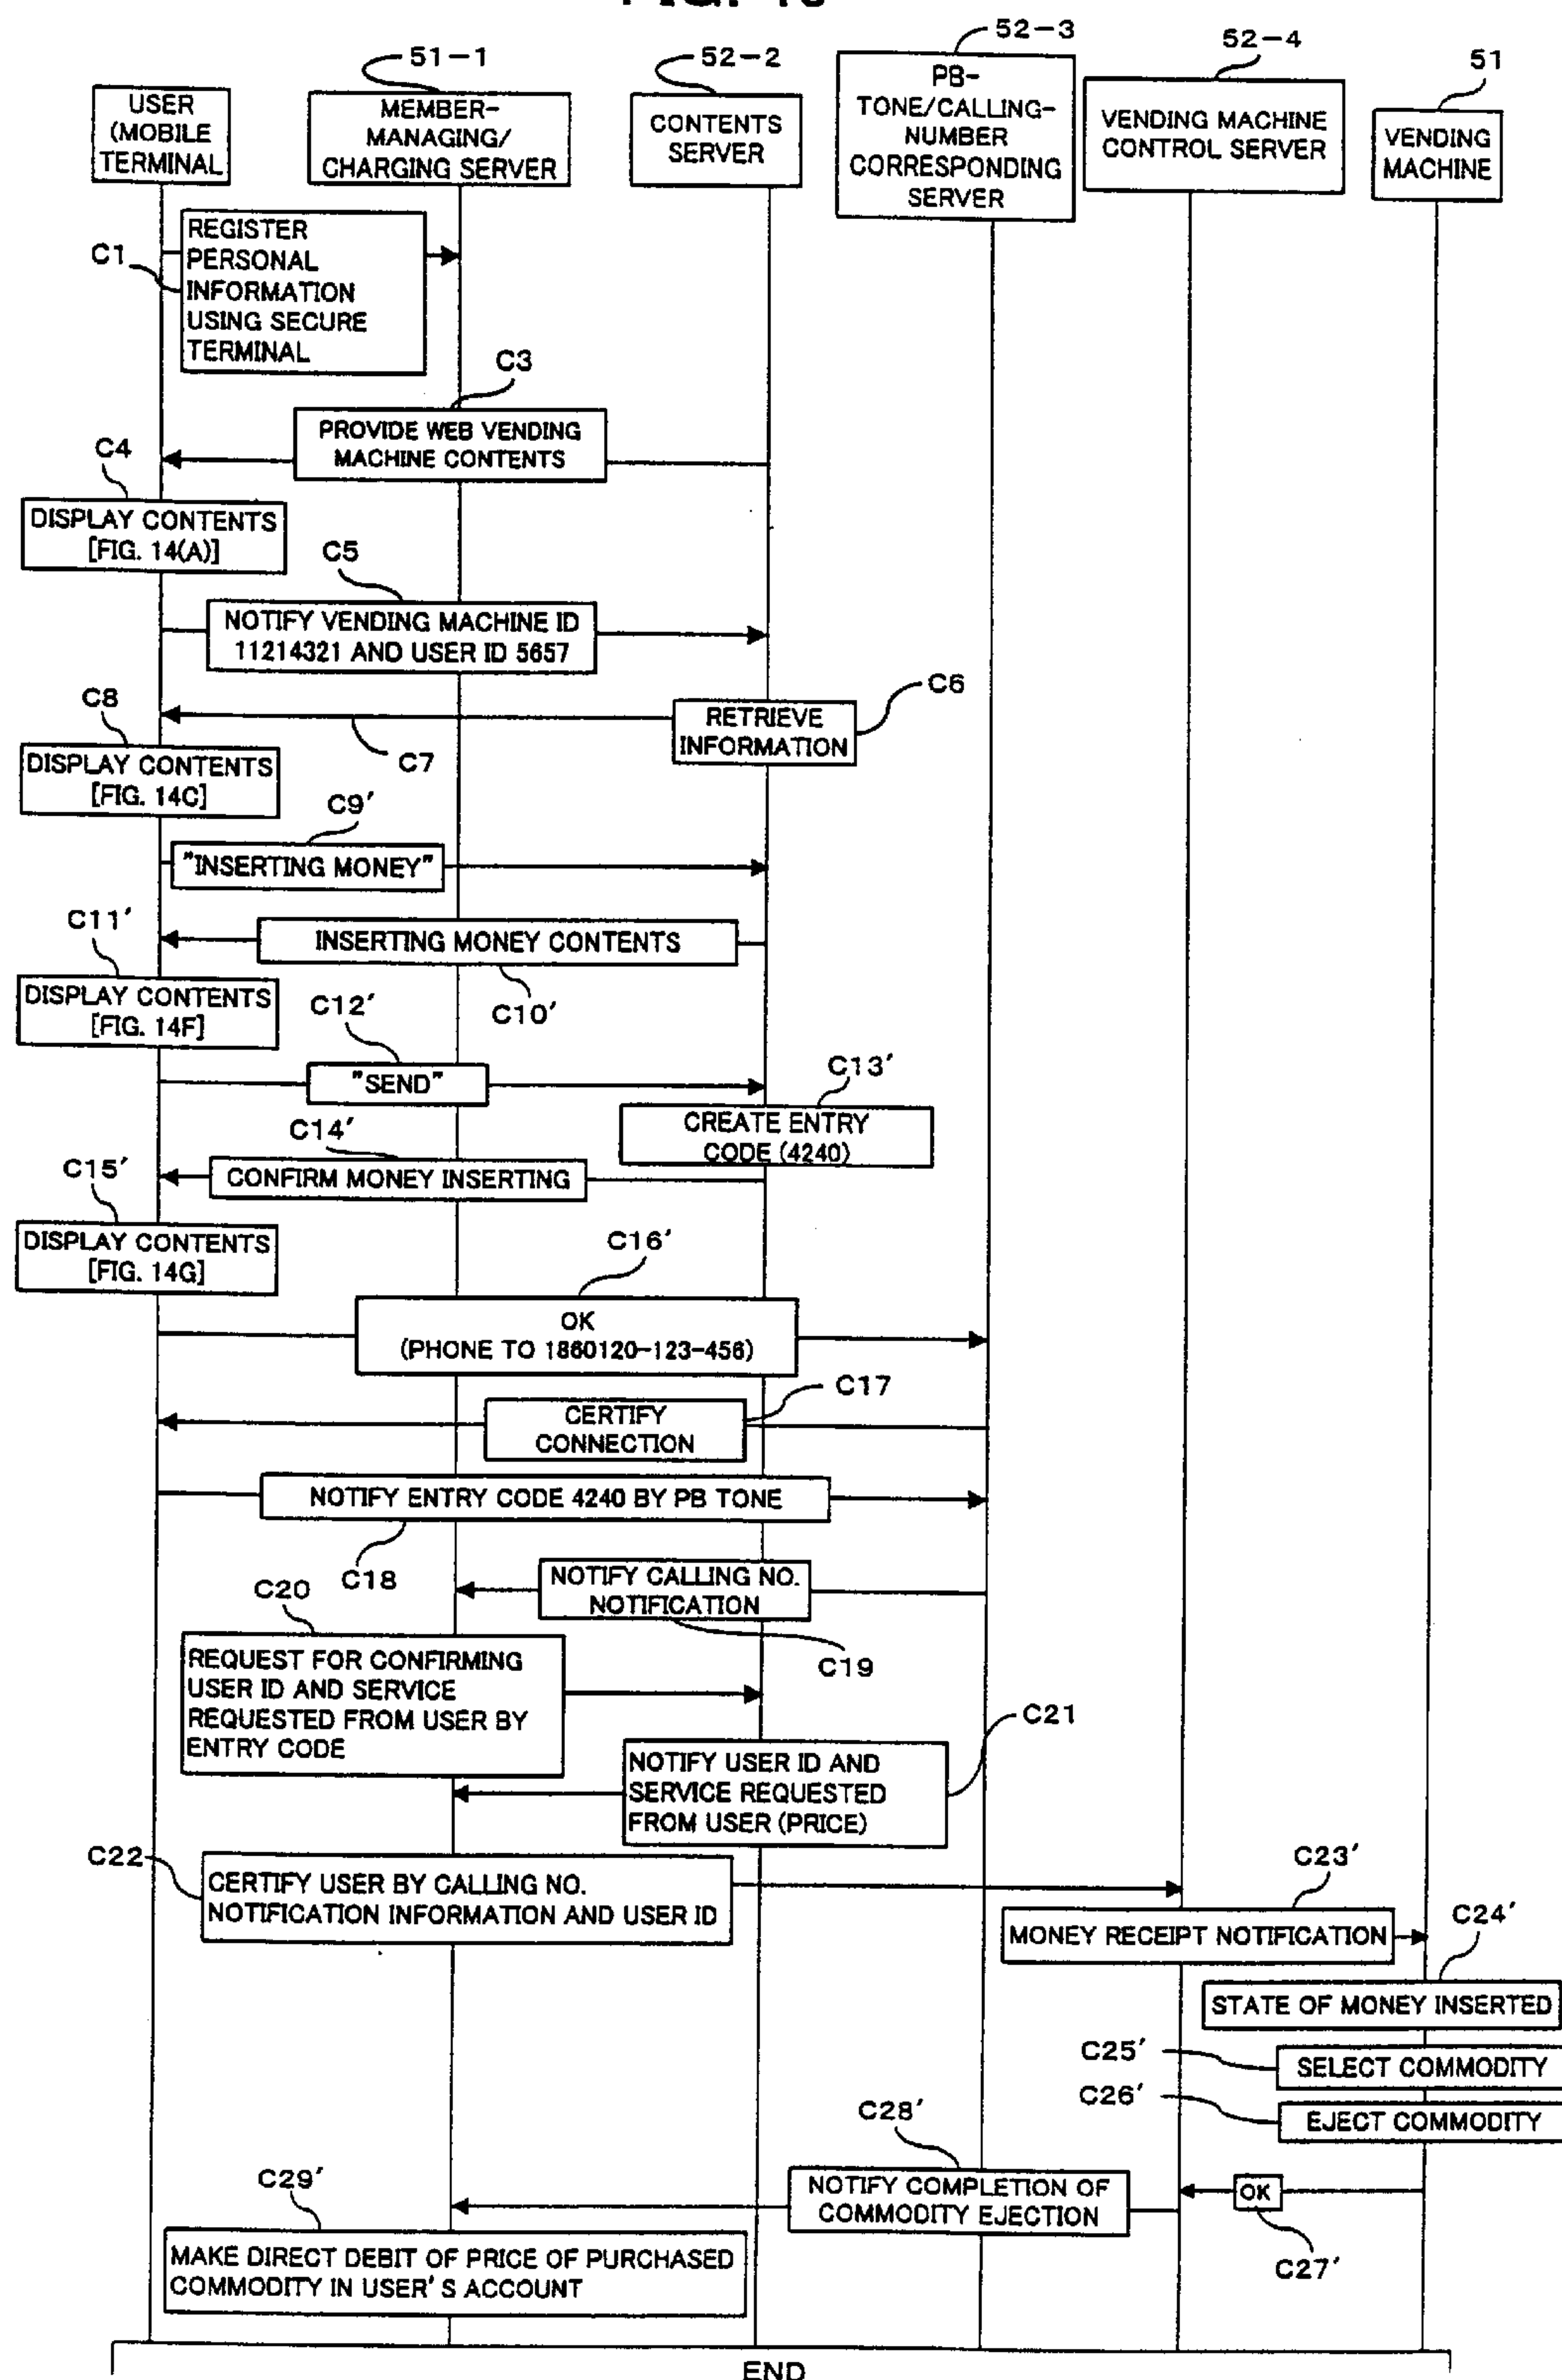 51-1
52-2
52-3
52-4
51
USER
(MOBILE
TERMINAL
MEMBER-
MANAGING/
CHARGING SERVER
CONTENTS
SERVER
PB-
TONE/CALLING-
NUMBER
CORRESPONDING
SERVER
VENDING MACHINE
CONTROL SERVER
VENDING
MACHINE
C1
REGISTER
PERSONAL
INFORMATION
USING SECURE
TERMINAL
C3
PROVIDE WEB VENDING
MACHINE CONTENTS
C4
DISPLAY CONTENTS
[FIG. 14(A)]
C5
NOTIFY VENDING MACHINE ID
11214321 AND USER ID 5657
C6
RETRIEVE
INFORMATION
C7
C8
DISPLAY CONTENTS
[FIG. 14C]
C9'
"INSERTING MONEY"
C11'
INSERTING MONEY CONTENTS
C10'
DISPLAY CONTENTS
[FIG. 14F]
C12'
"SEND"
C13'
CREATE ENTRY
CODE (4240)
C14'
CONFIRM MONEY INSERTING
C15'
DISPLAY CONTENTS
[FIG. 14G]
C16'
OK
(PHONE TO 1860120-123-456)
C17
CERTIFY
CONNECTION
NOTIFY ENTRY CODE 4240 BY PB TONE
C18
NOTIFY CALLING NO.
NOTIFICATION
C19
C20
REQUEST FOR CONFIRMING
USER ID AND SERVICE
REQUESTED FROM USER BY
ENTRY CODE
C21
NOTIFY USER ID AND
SERVICE REQUESTED
FROM USER (PRICE)
C22
CERTIFY USER BY CALLING NO.
NOTIFICATION INFORMATION AND USER ID
C23'
MONEY RECEIPT NOTIFICATION
C24'
STATE OF MONEY INSERTED
C25'
SELECT COMMODITY
C26'
EJECT COMMODITY
C28'
NOTIFY COMPLETION OF
COMMODITY EJECTION
OK
C27'
C29'
MAKE DIRECT DEBIT OF PRICE OF PURCHASED
COMMODITY IN USER'S ACCOUNT
END